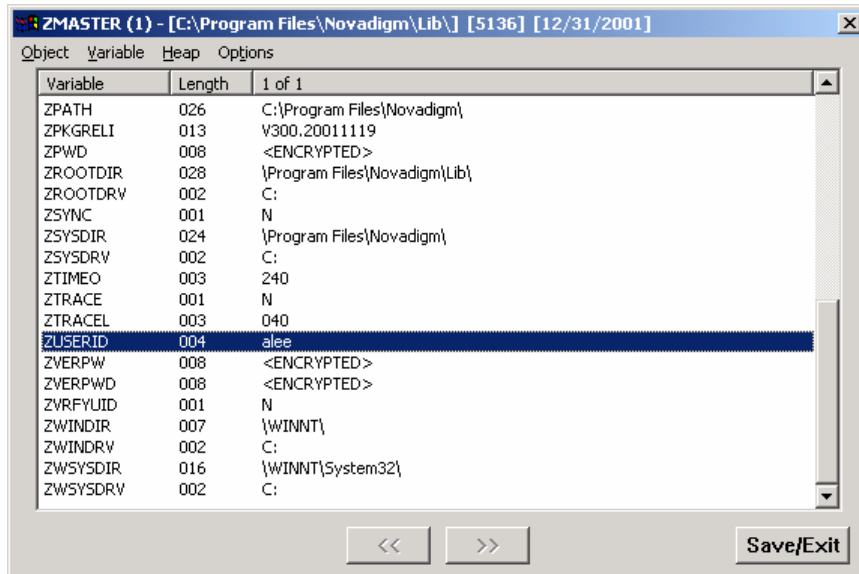 ZMASTER (1) - [C:\Program Files\Novadigm\Lib\] [5136] [12/31/2001]
Object Variable Heap Options
Variable Length 1 of 1
ZPATH 026 C:\Program Files\Novadigm\
ZPKGRELI 013 V300.20011119
ZPWD 008 <ENCRYPTED>
ZROOTDIR 028 \Program Files\Novadigm\Lib\
ZROOTDRV 002 C:
ZSYNC 001 N
ZSYSDIR 024 \Program Files\Novadigm\
ZSYSDRV 002 C:
ZTIMEO 003 240
ZTRACE 001 N
ZTRACEL 003 040
ZUSERID 004 alee
ZVERPW 008 <ENCRYPTED>
ZVERPWD 008 <ENCRYPTED>
ZVRFYUID 001 N
ZWINDIR 007 \WINNT\
ZWINDRV 002 C:
ZWSYSDIR 016 \WINNT\System32\
ZWSYSDRV 002 C:
<< >> Save/Exit